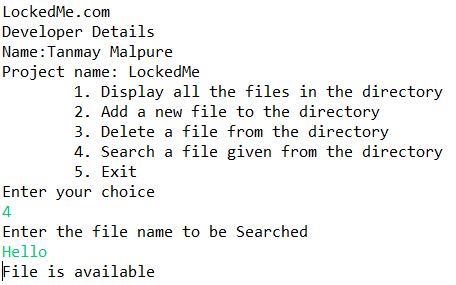 LockedMe.com
Developer Details
Name:Tanmay Malpure
Project name: LockedMe
1. Display all the files in the directory
2. Add a new file to the directory
3. Delete a file from the directory
4. Search a file given from the directory
5. Exit
Enter your choice
4
Enter the file name to be Searched
Hello
File is available